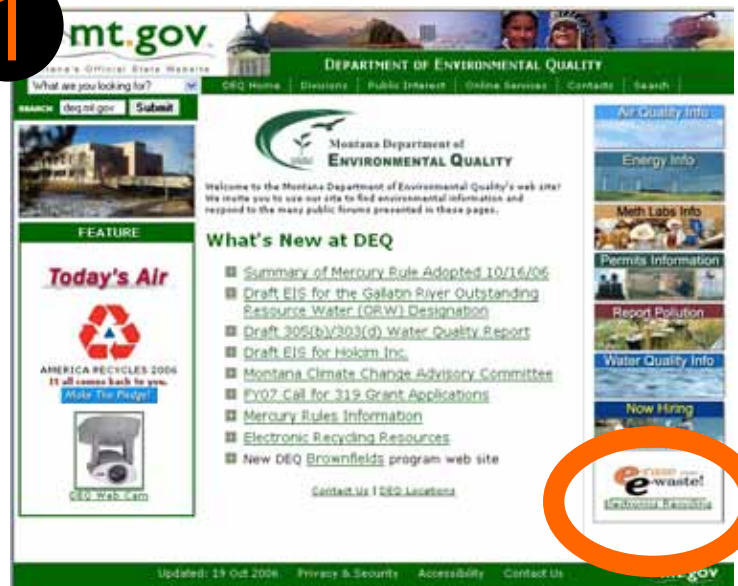 1
mt.gov
Montana's Official State Website
DEPARTMENT OF ENVIRONMENTAL QUALITY
What are you looking for?
DEQ Home | Divisions | Public Interest | Online Services | Contacts | Search
SEARCH deq.mt.gov Submit
FEATURE
Today's Air
AMERICA RECYCLES 2006
It all comes back to you.
Make The Pledge!
DEQ Web Cam
Montana Department of
ENVIRONMENTAL QUALITY
Welcome to the Montana Department of Environmental Quality's web site!
We invite you to use our site to find environmental information and
respond to the many public forums presented in these pages.
What's New at DEQ
Summary of Mercury Rule Adopted 10/16/06
Draft EIS for the Gallatin River Outstanding
Resource Water (ORW) Designation
Draft 305(b)/303(d) Water Quality Report
Draft EIS for Holcim Inc.
Montana Climate Change Advisory Committee
FY07 Call for 319 Grant Applications
Mercury Rules Information
Electronic Recycling Resources
New DEQ Brownfields program web site
Contact Us | DEQ Locations
Air Quality Info
Energy Info
Meth Labs Info
Permits Information
Report Pollution
Water Quality Info
Now Hiring
e-waste!
Electronics Recycling
Updated: 19 Oct 2006 Privacy & Security Accessibility Contact Us mt.gov